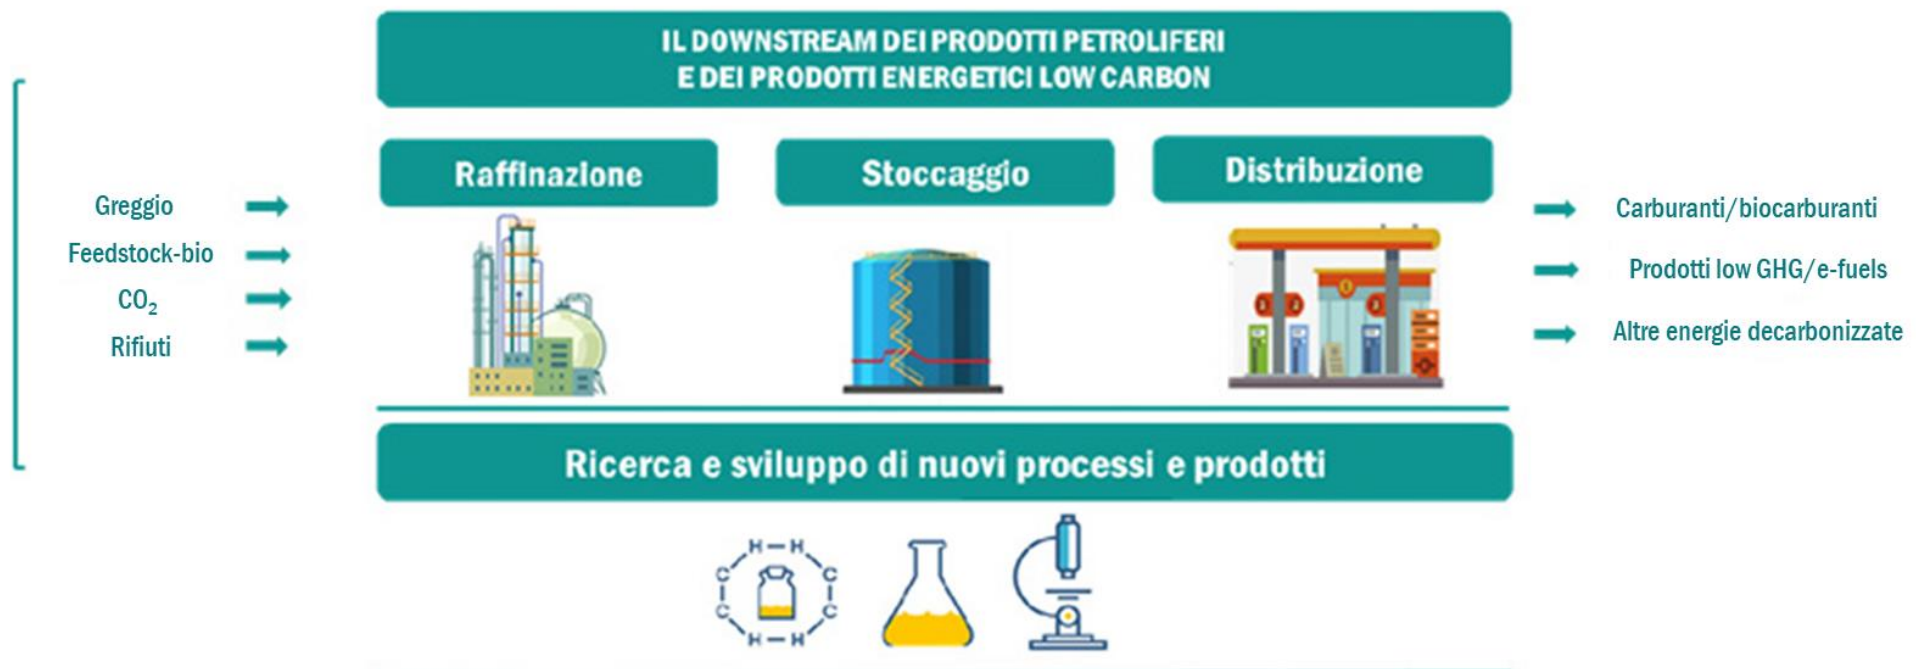 IL DOWNSTREAM DEI PRODOTTI PETROLIFERI
E DEI PRODOTTI ENERGETICI LOW CARBON
Raffinazione
Stoccaggio
Distribuzione
Greggio
Feedstock-bio
CO₂
Rifiuti
Carburanti/biocarburanti
Prodotti low GHG/e-fuels
Altre energie decarbonizzate
Ricerca e sviluppo di nuovi processi e prodotti
H H
C C
C C
H H